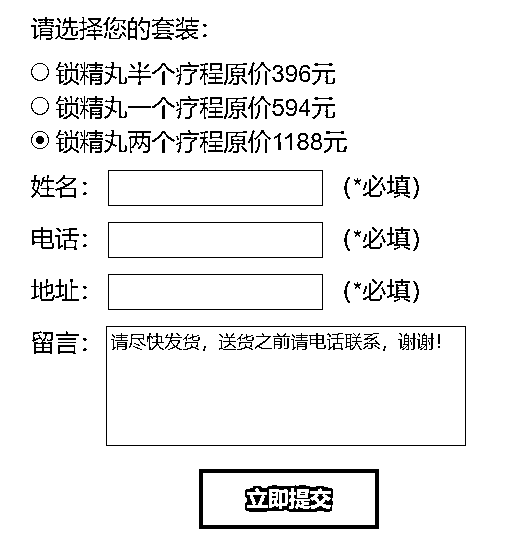 请选择您的套装：
锁精丸半个疗程原价396元
锁精丸一个疗程原价594元
锁精丸两个疗程原价1188元
姓名： (*必填)
电话： (*必填)
地址： (*必填)
留言： 请尽快发货，送货之前请电话联系，谢谢！
立即提交